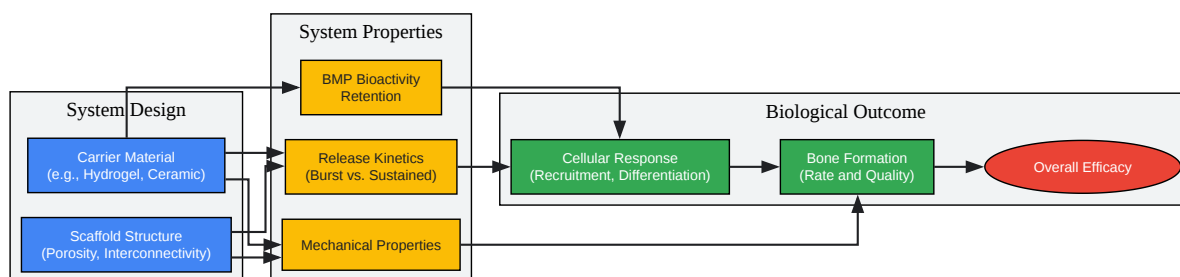 System Design
Carrier Material
(e.g., Hydrogel, Ceramic)
Scaffold Structure
(Porosity, Interconnectivity)
System Properties
BMP Bioactivity
Retention
Release Kinetics
(Burst vs. Sustained)
Mechanical Properties
Biological Outcome
Cellular Response
(Recruitment, Differentiation)
Bone Formation
(Rate and Quality)
Overall Efficacy